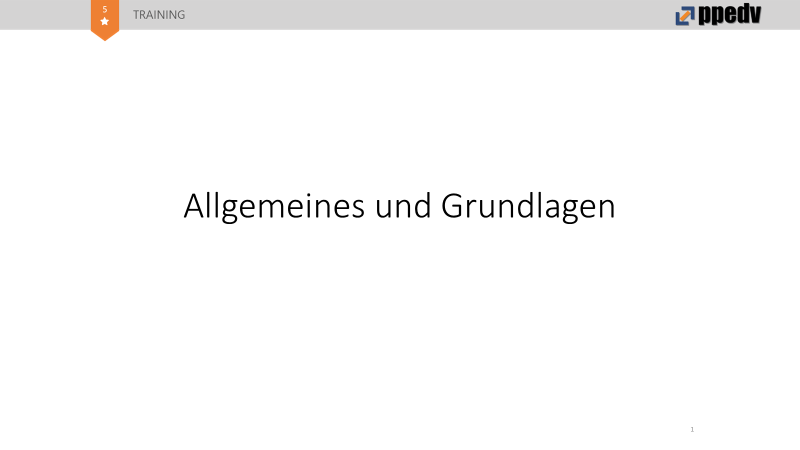 5
TRAINING
ppedv
Allgemeines und Grundlagen
1